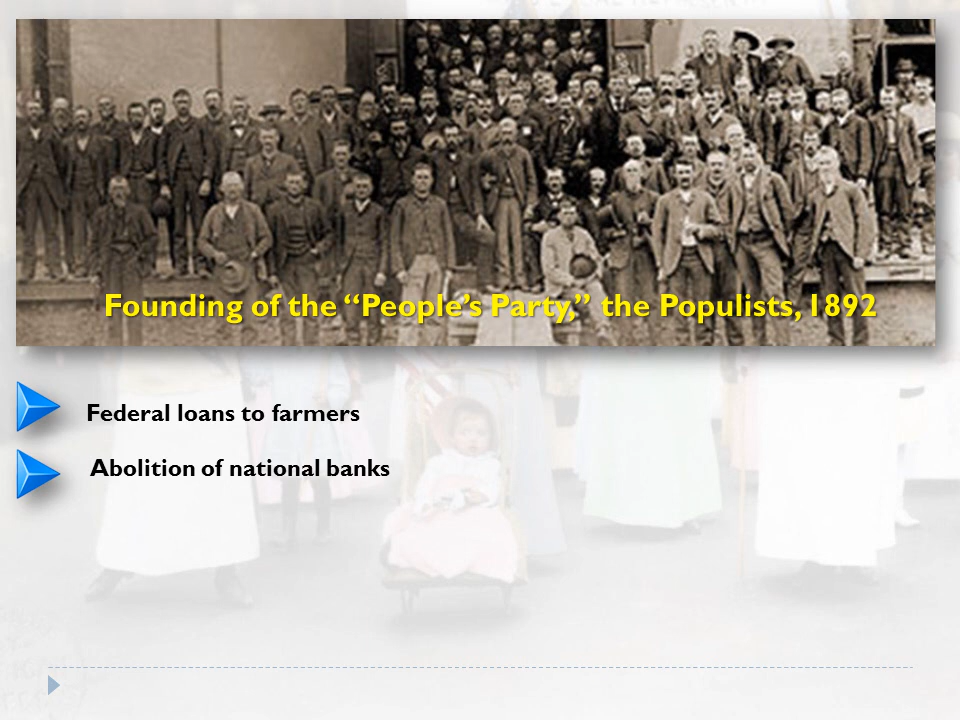 Founding of the “People’s Party,” the Populists, 1892
Federal loans to farmers
Abolition of national banks